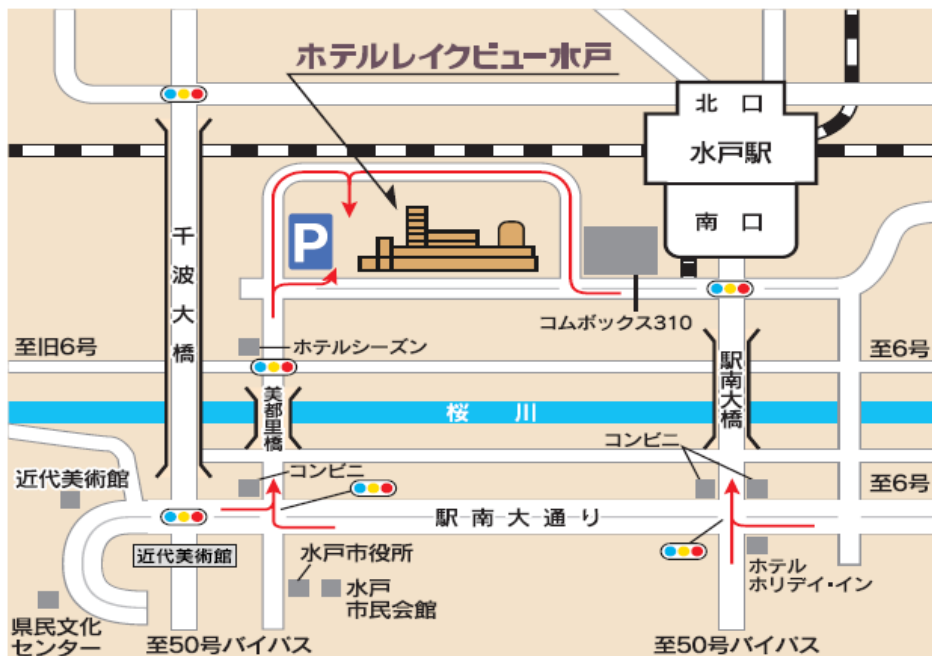 ホテルレイクビュー水戸
北口
水戸駅
南口
P
千波大橋
コムボックス310
至旧6号
ホテルシーズン
至6号
美都里橋
桜川
駅南大橋
コンビニ
近代美術館
コンビニ
至6号
駅南大通り
近代美術館
水戸市役所
水戸
市民会館
ホテル
ホリデイ・イン
県民文化
センター
至50号バイパス
至50号バイパス